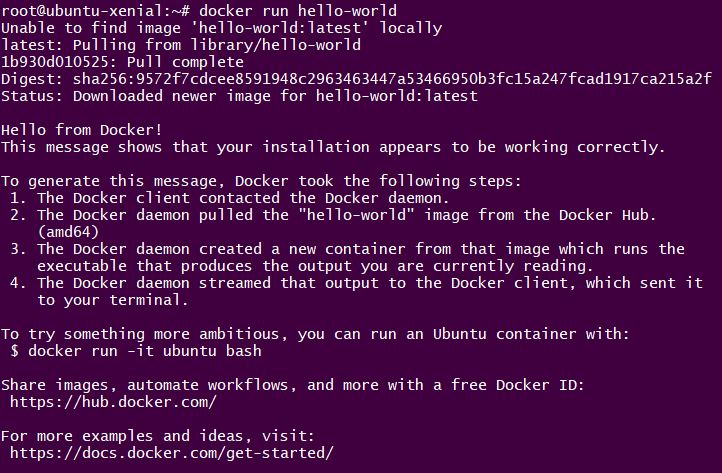 root@ubuntu-xenial:~# docker run hello-world
Unable to find image 'hello-world:latest' locally
latest: Pulling from library/hello-world
1b930d010525: Pull complete
Digest: sha256:9572f7cdcee8591948c2963463447a53466950b3fc15a247fcad1917ca215a2f
Status: Downloaded newer image for hello-world:latest
Hello from Docker!
This message shows that your installation appears to be working correctly.
To generate this message, Docker took the following steps:
1. The Docker client contacted the Docker daemon.
2. The Docker daemon pulled the "hello-world" image from the Docker Hub.
(amd64)
3. The Docker daemon created a new container from that image which runs the
executable that produces the output you are currently reading.
4. The Docker daemon streamed that output to the Docker client, which sent it
to your terminal.
To try something more ambitious, you can run an Ubuntu container with:
$ docker run -it ubuntu bash
Share images, automate workflows, and more with a free Docker ID:
https://hub.docker.com/
For more examples and ideas, visit:
https://docs.docker.com/get-started/